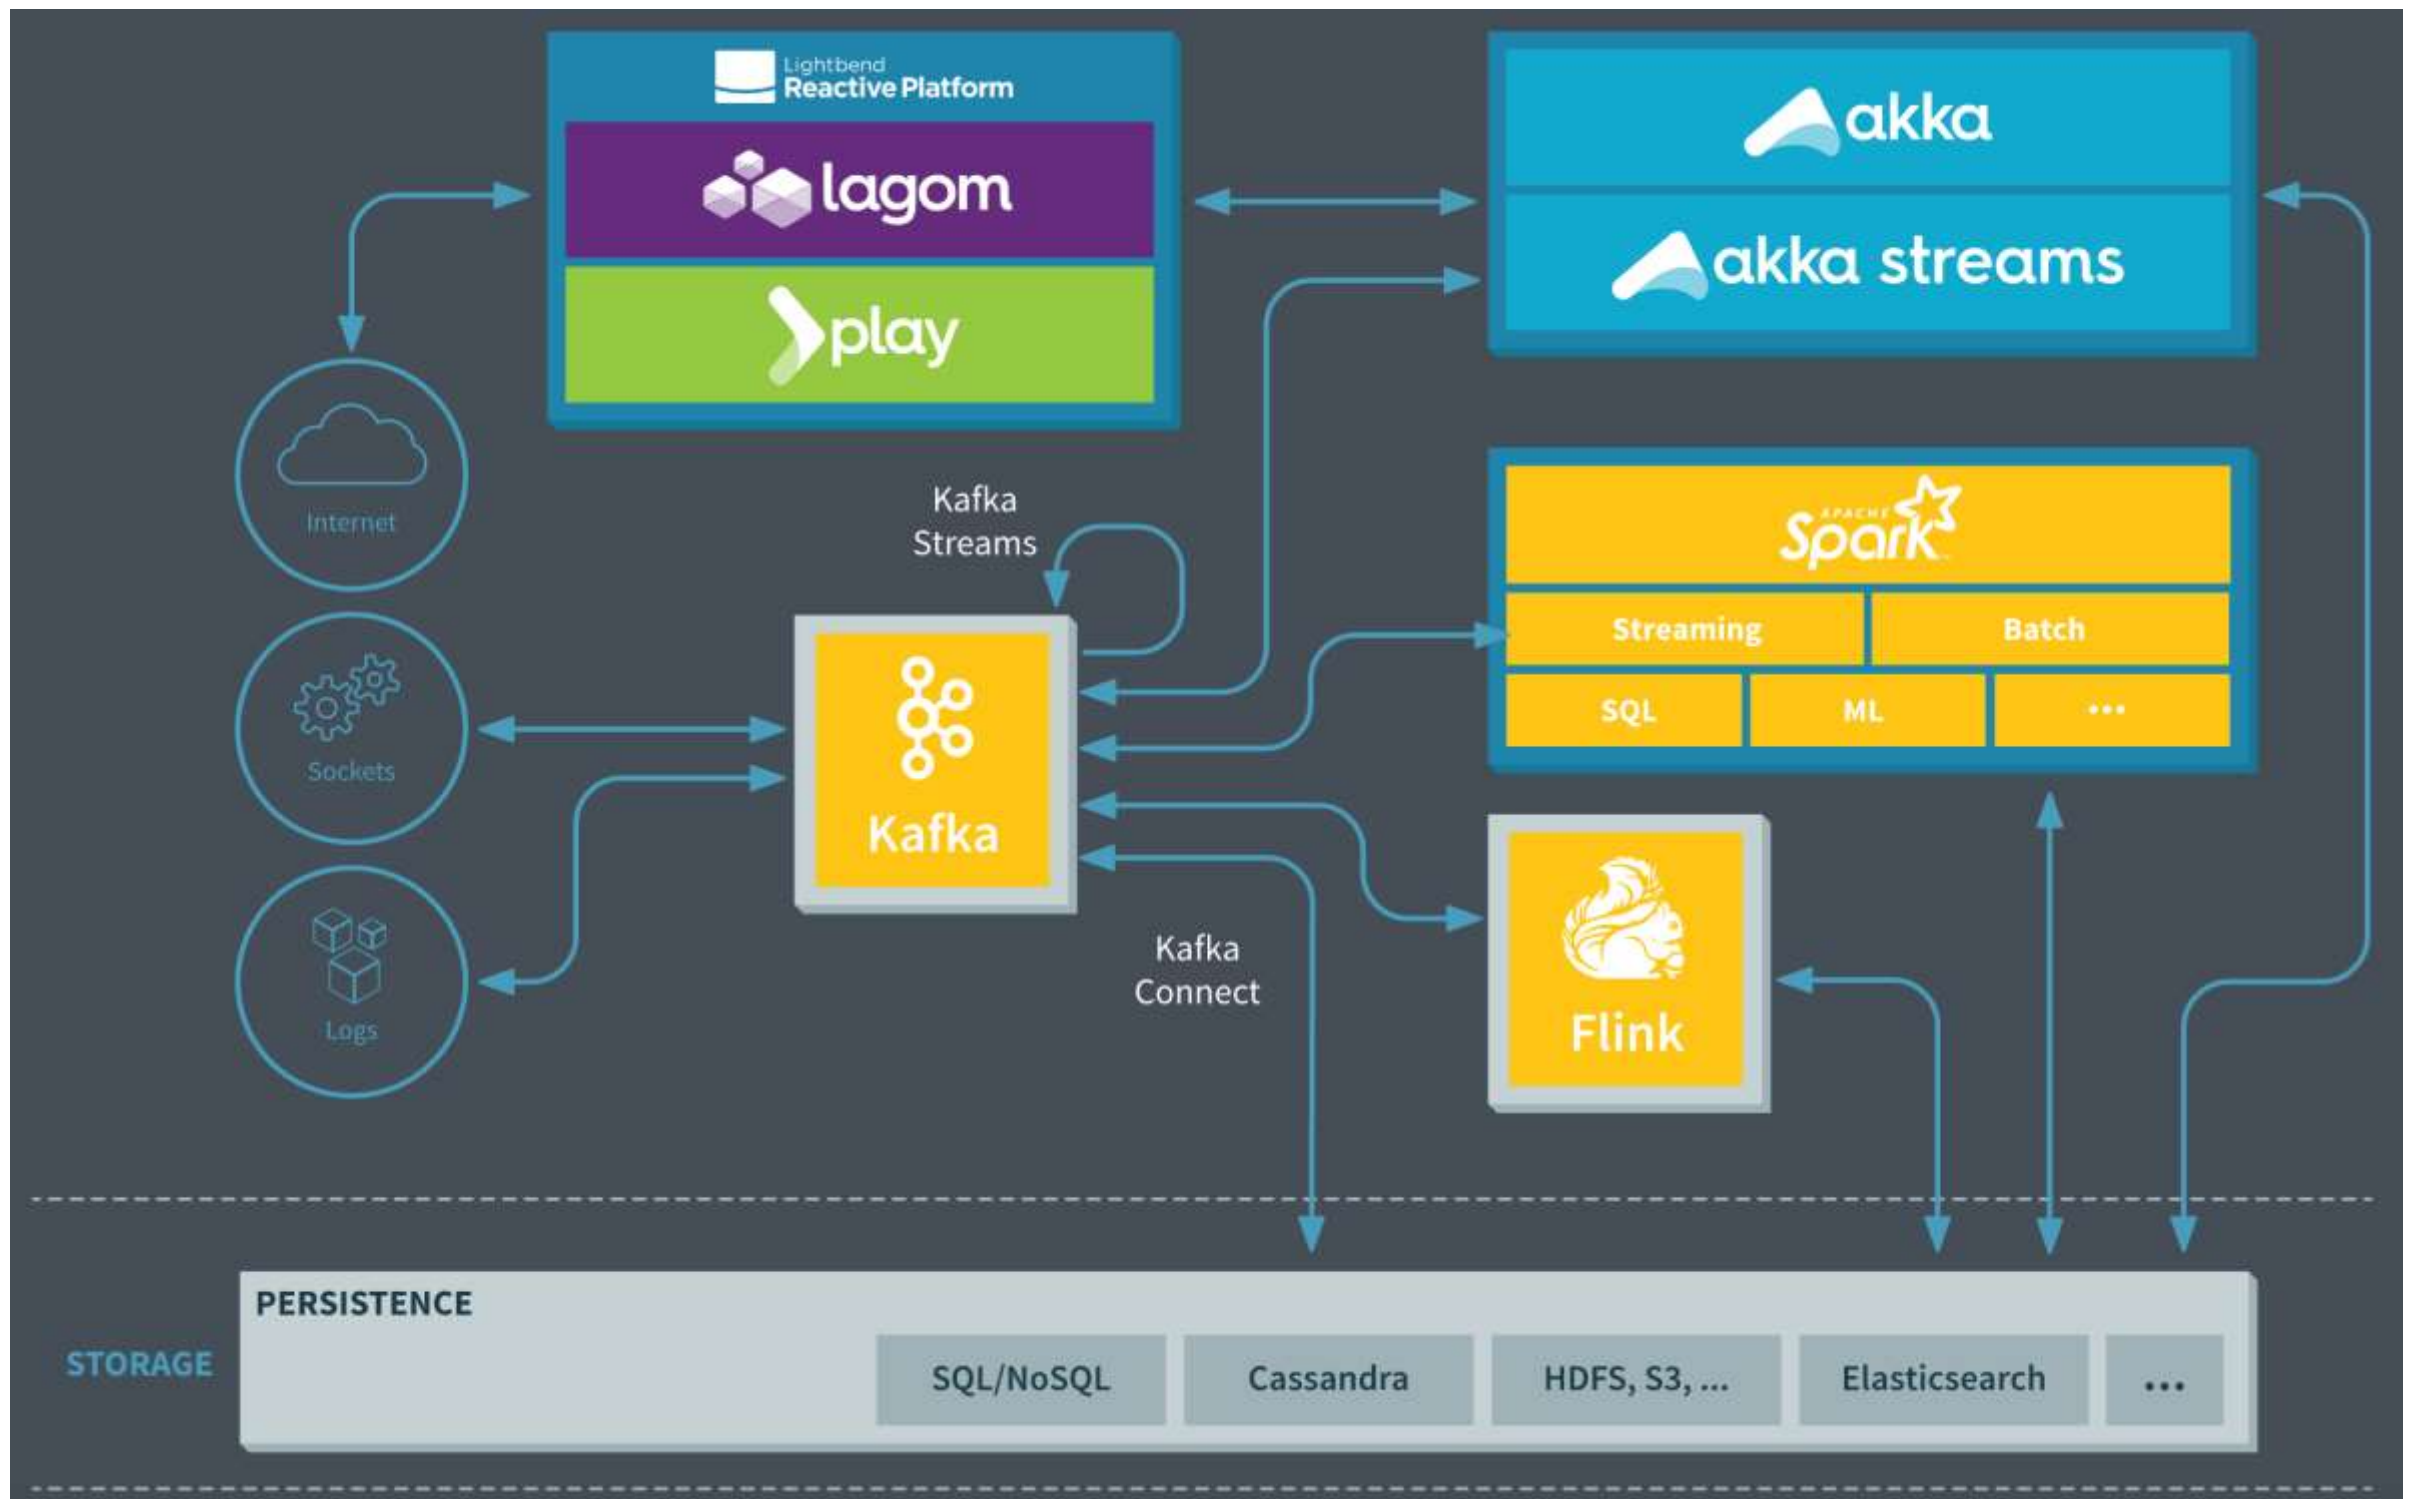 Lightbend
Reactive Platform
lagom
play
akka
akka streams
Internet
Kafka
Streams
APACHE
Spark
Streaming
Batch
SQL
ML
...
Sockets
Kafka
Logs
Kafka
Connect
Flink
PERSISTENCE
STORAGE
SQL/NoSQL
Cassandra
HDFS, S3, ...
Elasticsearch
...